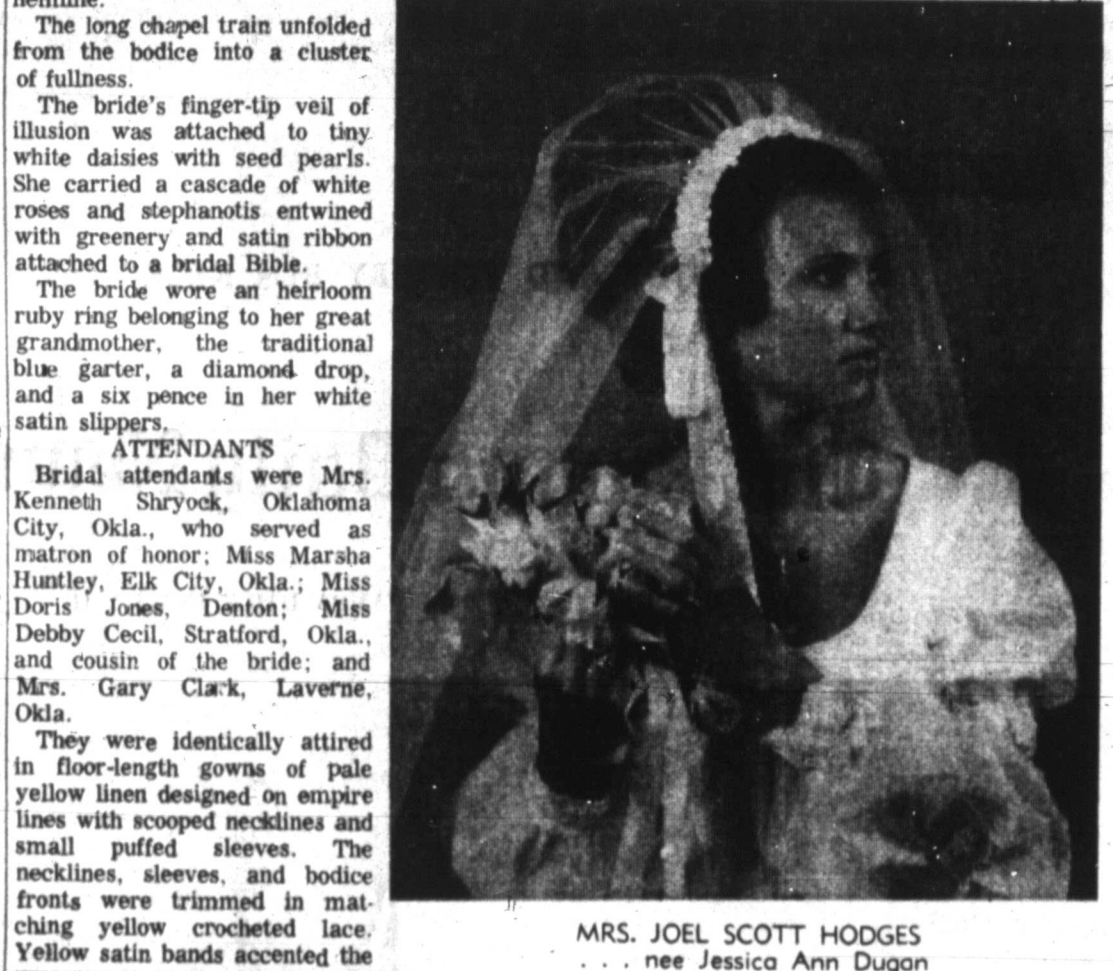 hemline.
The long chapel train unfolded
from the bodice into a cluster
of fullness.
The bride's finger-tip veil of
illusion was attached to tiny
white daisies with seed pearls.
She carried a cascade of white
roses and stephanotis entwined
with greenery and satin ribbon
attached to a bridal Bible.
The bride wore an heirloom
ruby ring belonging to her great
grandmother, the traditional
blue garter, a diamond drop,
and a six pence in her white
satin slippers.
ATTENDANTS
Bridal attendants were Mrs.
Kenneth Shryock, Oklahoma
City, Okla., who served as
matron of honor; Miss Marsha
Huntley, Elk City, Okla.; Miss
Doris Jones, Denton; Miss
Debby Cecil, Stratford, Okla.,
and cousin of the bride; and
Mrs. Gary Clark, Laverne,
Okla.
They were identically attired
in floor-length gowns of pale
yellow linen designed on empire
lines with scooped necklines and
small puffed sleeves. The
necklines, sleeves, and bodice
fronts were trimmed in mat-
ching yellow crocheted lace.
Yellow satin bands accented the
MRS. JOEL SCOTT HODGES
. . . nee Jessica Ann Dugan